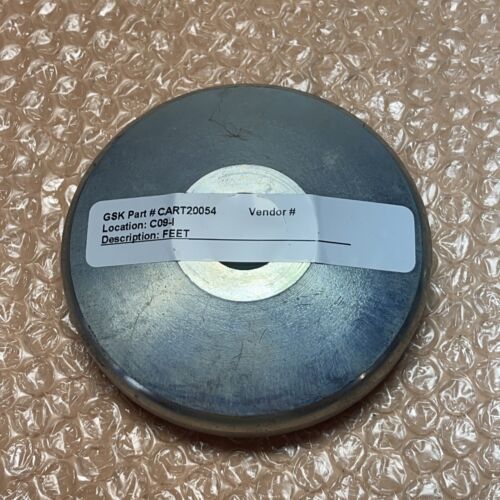 GSK Part # CART20054 Vendor #
Location: C09-I
Description: FEET